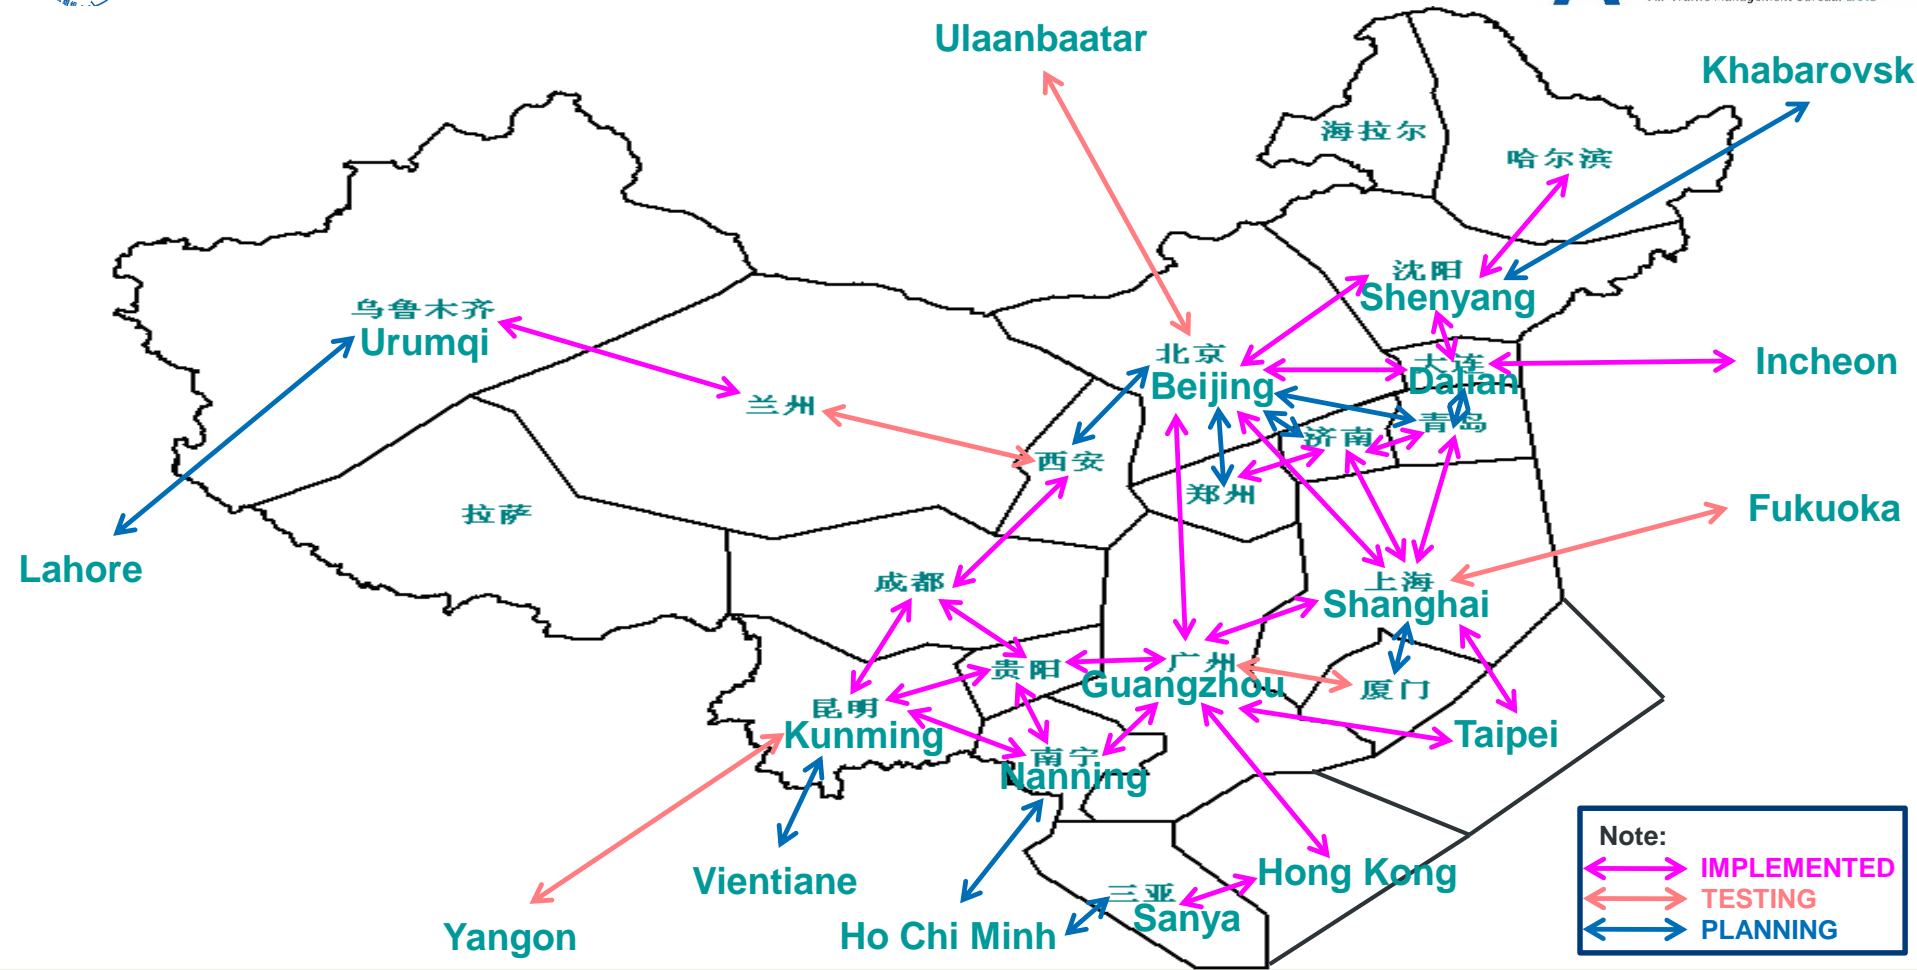 Ulaanbaatar
Khabarovsk
海拉尔
哈尔滨
沈阳
Shenyang
乌鲁木齐
Urumqi
北京
Beijing
大连
Dalian
Incheon
兰州
济南
青岛
西安
郑州
拉萨
Fukuoka
Lahore
成都
上海
Shanghai
贵阳
广州
Guangzhou
厦门
昆明
Kunming
Taipei
南宁
Nanning
Vientiane
Hong Kong
三亚
Sanya
Yangon
Ho Chi Minh
Note:
IMPLEMENTED
TESTING
PLANNING